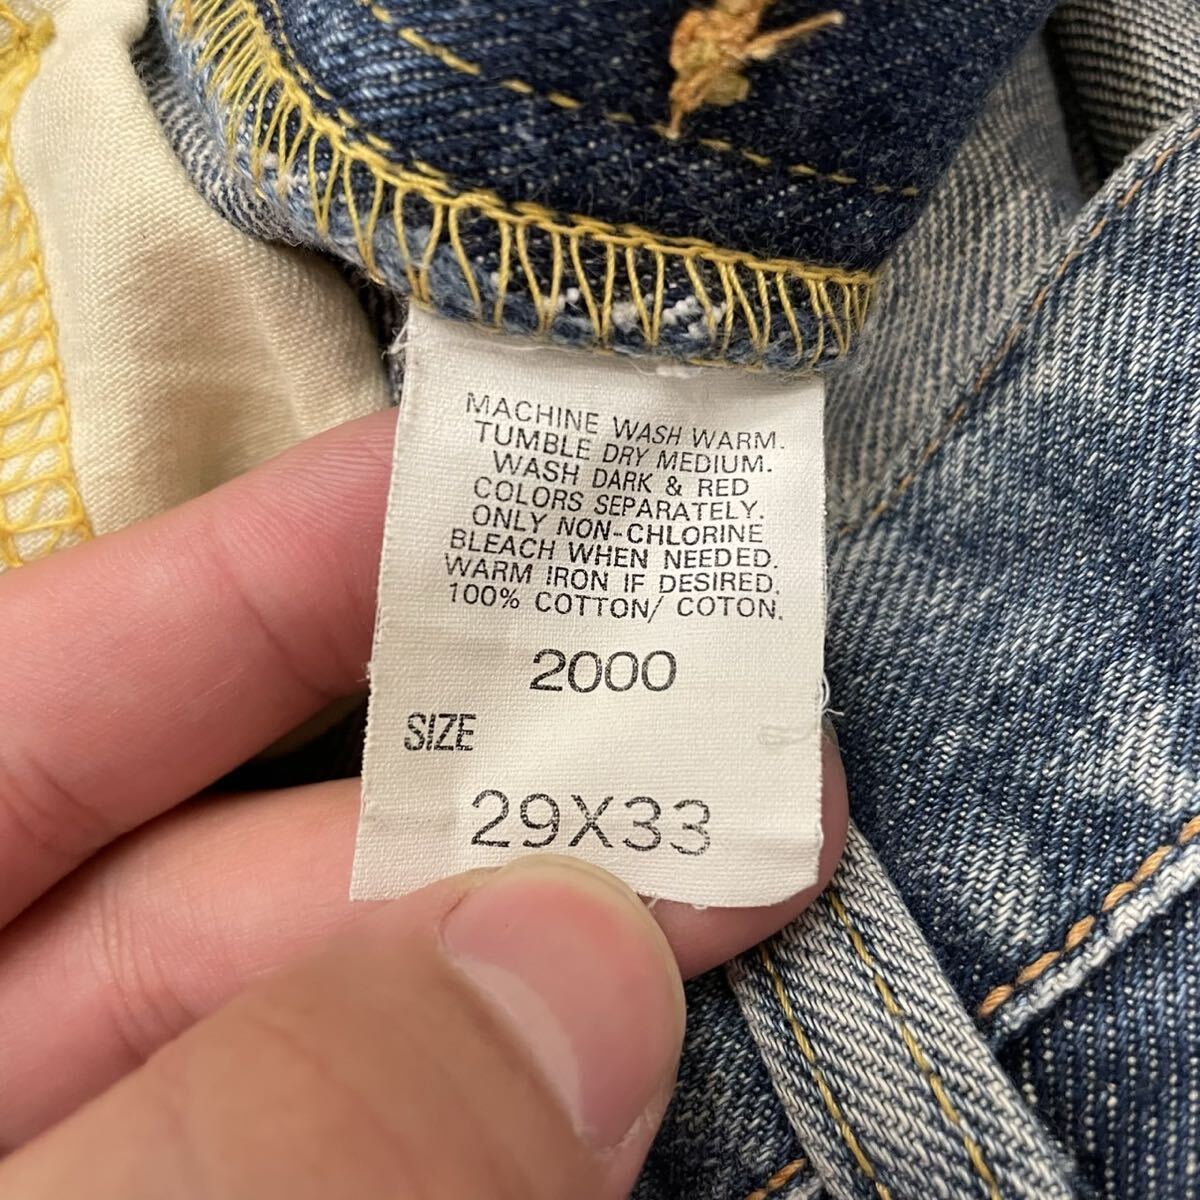 MACHINE WASH WARM.
TUMBLE DRY MEDIUM.
WASH DARK & RED
COLORS SEPARATELY.
ONLY NON-CHLORINE
BLEACH WHEN NEEDED.
WARM IRON IF DESIRED.
100% COTTON/ COTON.
2000
SIZE
29X33